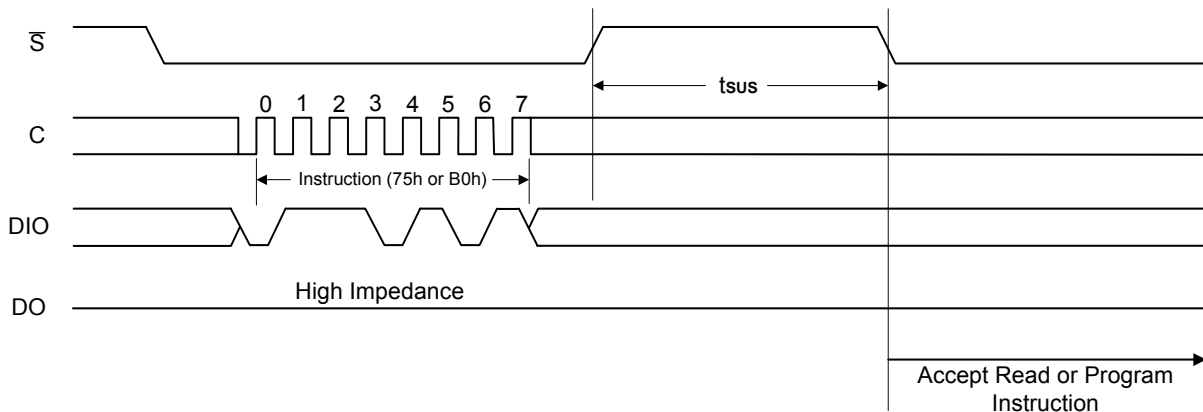 S̅
tsus
0 1 2 3 4 5 6 7
C
Instruction (75h or B0h)
DIO
High Impedance
DO
Accept Read or Program
Instruction